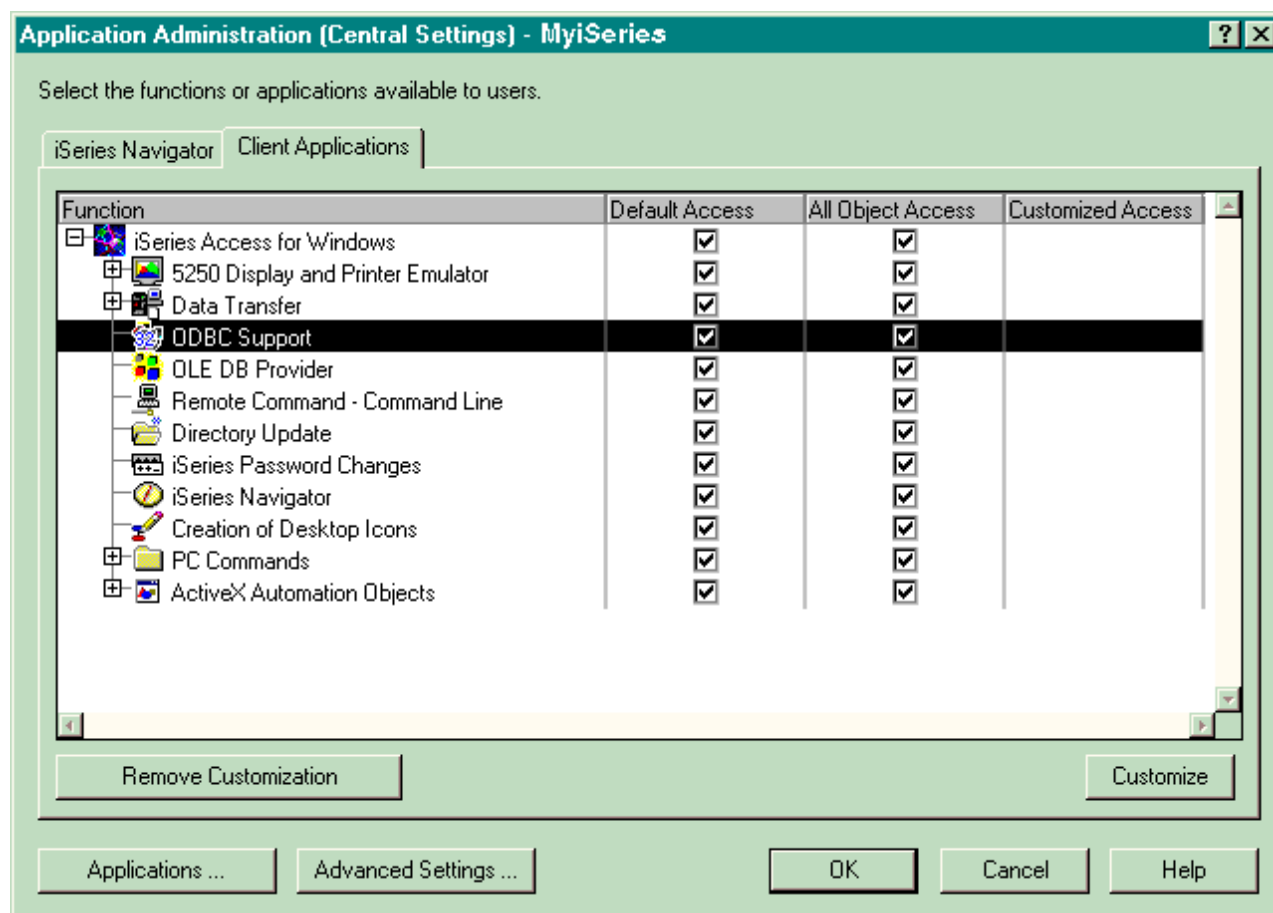 Application Administration (Central Settings) - MyiSeries
Select the functions or applications available to users.
iSeries Navigator Client Applications
Function Default Access All Object Access Customized Access
iSeries Access for Windows
5250 Display and Printer Emulator
Data Transfer
32 ODBC Support
OLE DB Provider
Remote Command - Command Line
Directory Update
iSeries Password Changes
iSeries Navigator
Creation of Desktop Icons
PC Commands
ActiveX Automation Objects
Remove Customization Customize
Applications ... Advanced Settings ... OK Cancel Help